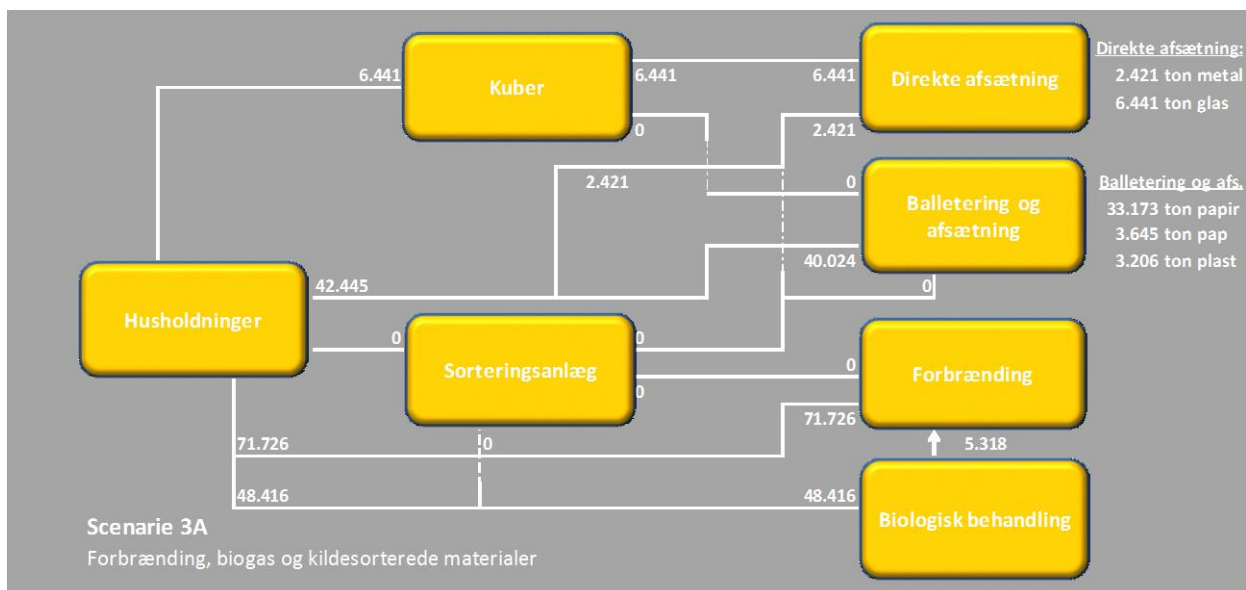 Direkte afsætning:
6.441
6.441
6.441
Kuber
Direkte afsætning
2.421 ton metal
6.441 ton glas
0
2.421
2.421
0
Balletering og afs.
Balletering og
afsætning
33.173 ton papir
3.645 ton pap
3.206 ton plast
40.024
42.445
0
Husholdninger
0
0
0
Sorteringsanlæg
Forbrænding
0
71.726
71.726
0
5.318
48.416
48.416
Biologisk behandling
Scenarie 3A
Forbrænding, biogas og kildesorterede materialer